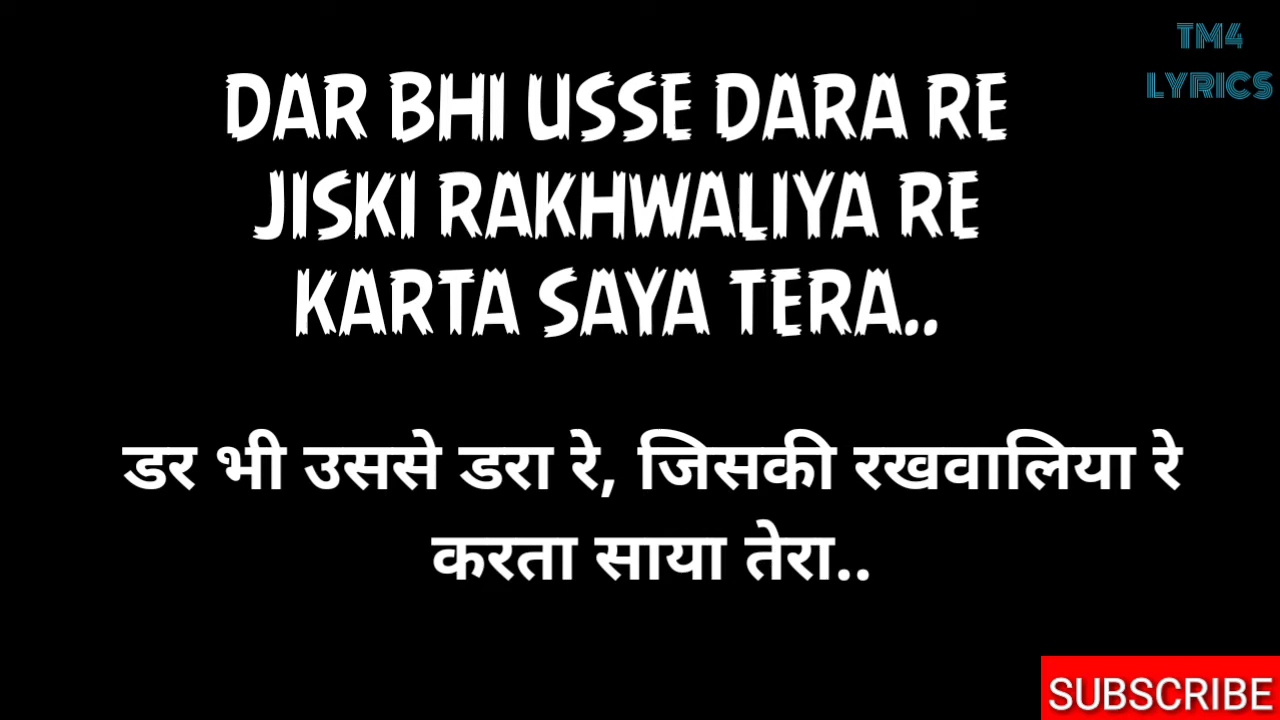 TM4
LYRICS
DAR BHI USSE DARA RE
JISKI RAKHWALIYA RE
KARTA SAYA TERA..
डर भी उससे डरा रे, जिसकी रखवालिया रे
करता साया तेरा..
SUBSCRIBE